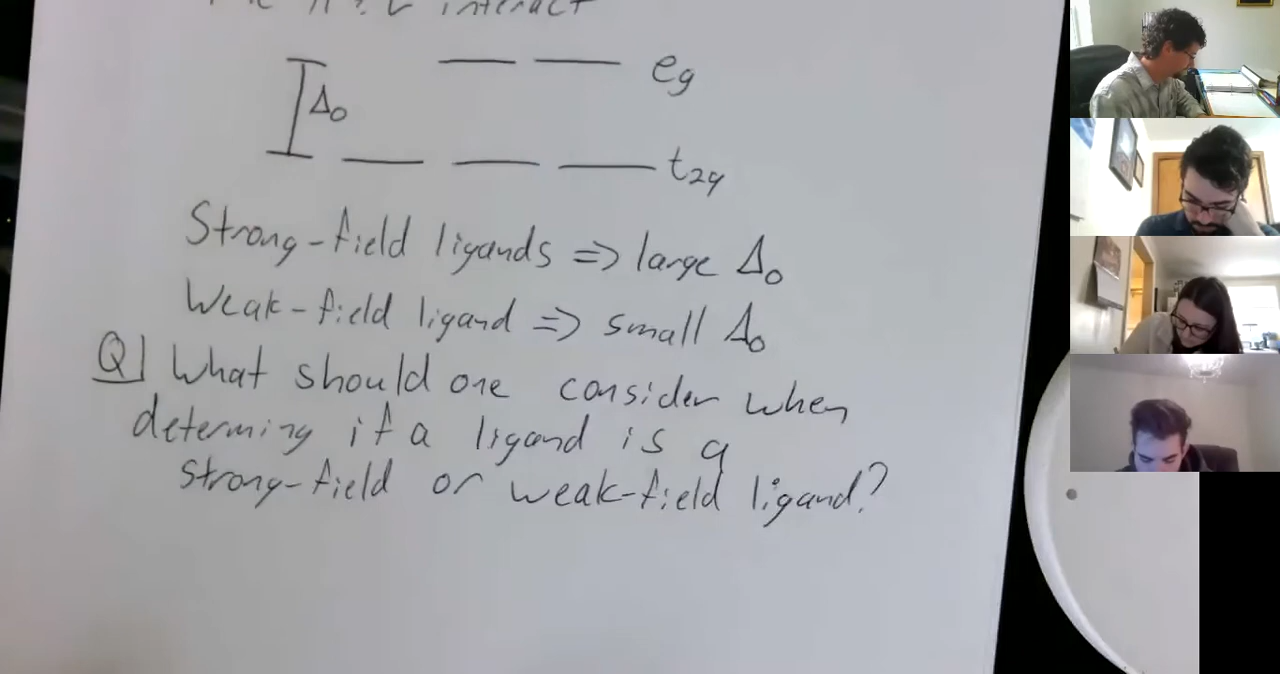 interact
eg
Δo
t2g
Strong-field ligands => large Δo
Weak-field ligand => small Δo
Q| What should one consider when
determing if a ligand is a
strong-field or weak-field ligand?